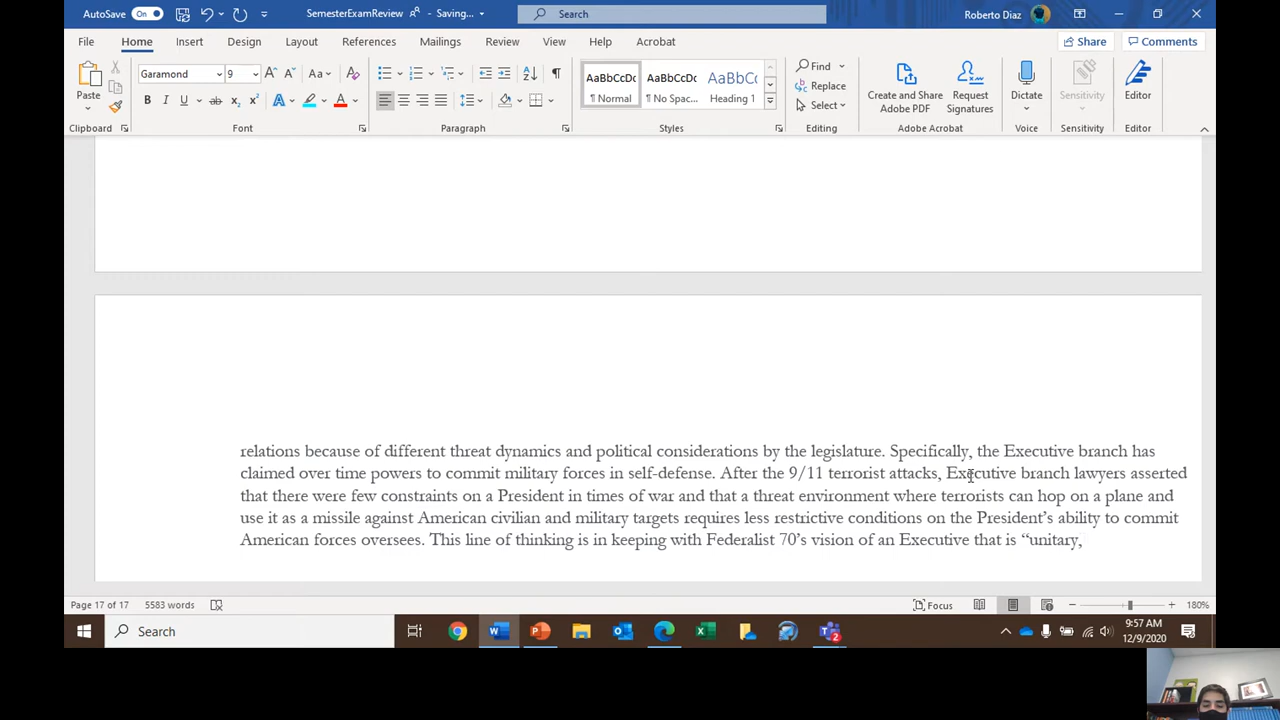 AutoSave On SemesterExamReview - Saving... Search Roberto Diaz
File Home Insert Design Layout References Mailings Review View Help Acrobat Share Comments
Paste Garamond 9 Aa AaBbCcDc AaBbCcDc AaBbC Find Replace Select Create and Share Adobe PDF Request Signatures Dictate Sensitivity Editor
B I U ab x₂ x² A A ¶ Normal ¶ No Spac... Heading 1
Clipboard Font Paragraph Styles Editing Adobe Acrobat Voice Sensitivity Editor
relations because of different threat dynamics and political considerations by the legislature. Specifically, the Executive branch has
claimed over time powers to commit military forces in self-defense. After the 9/11 terrorist attacks, Executive branch lawyers asserted
that there were few constraints on a President in times of war and that a threat environment where terrorists can hop on a plane and
use it as a missile against American civilian and military targets requires less restrictive conditions on the President's ability to commit
American forces oversees. This line of thinking is in keeping with Federalist 70's vision of an Executive that is “unitary,
Page 17 of 17 5583 words Focus 180%
Search 9:57 AM
12/9/2020